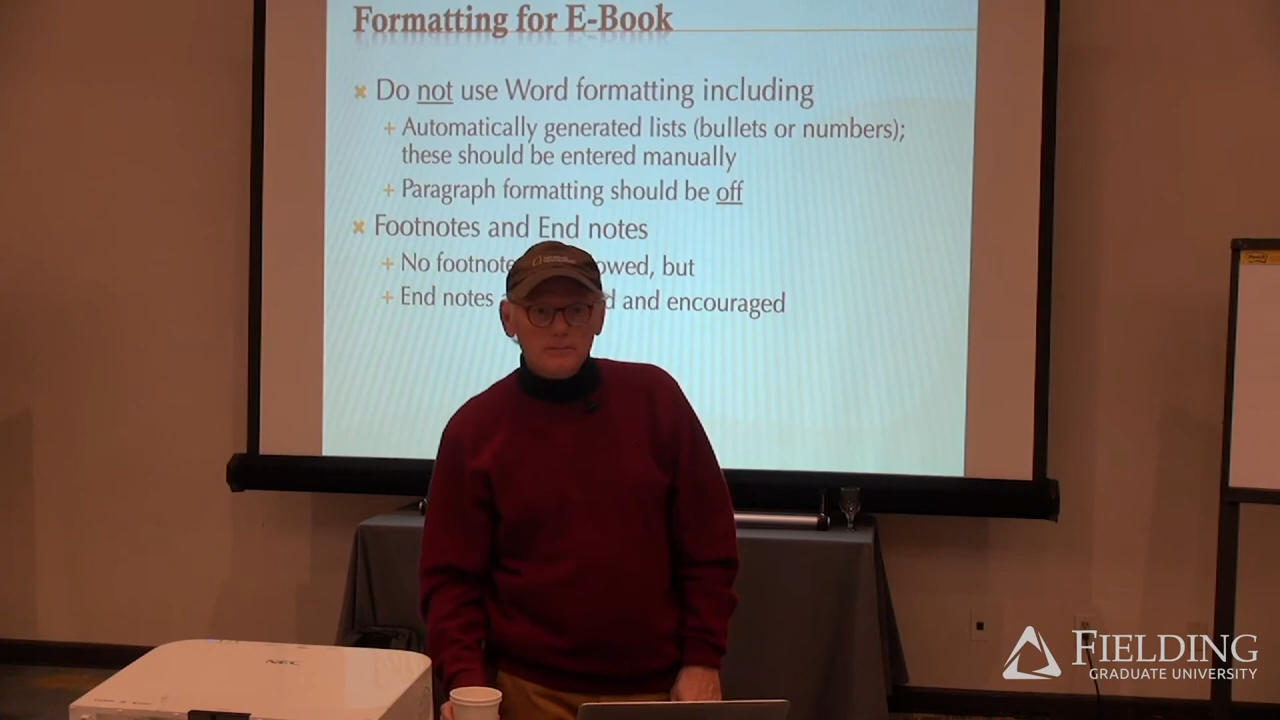 Formatting for E-Book
Do not use Word formatting including
Automatically generated lists (bullets or numbers);
these should be entered manually
Paragraph formatting should be off
Footnotes and End notes
No footnote owed, but
End notes d and encouraged
NEC
FIELDING
GRADUATE UNIVERSITY